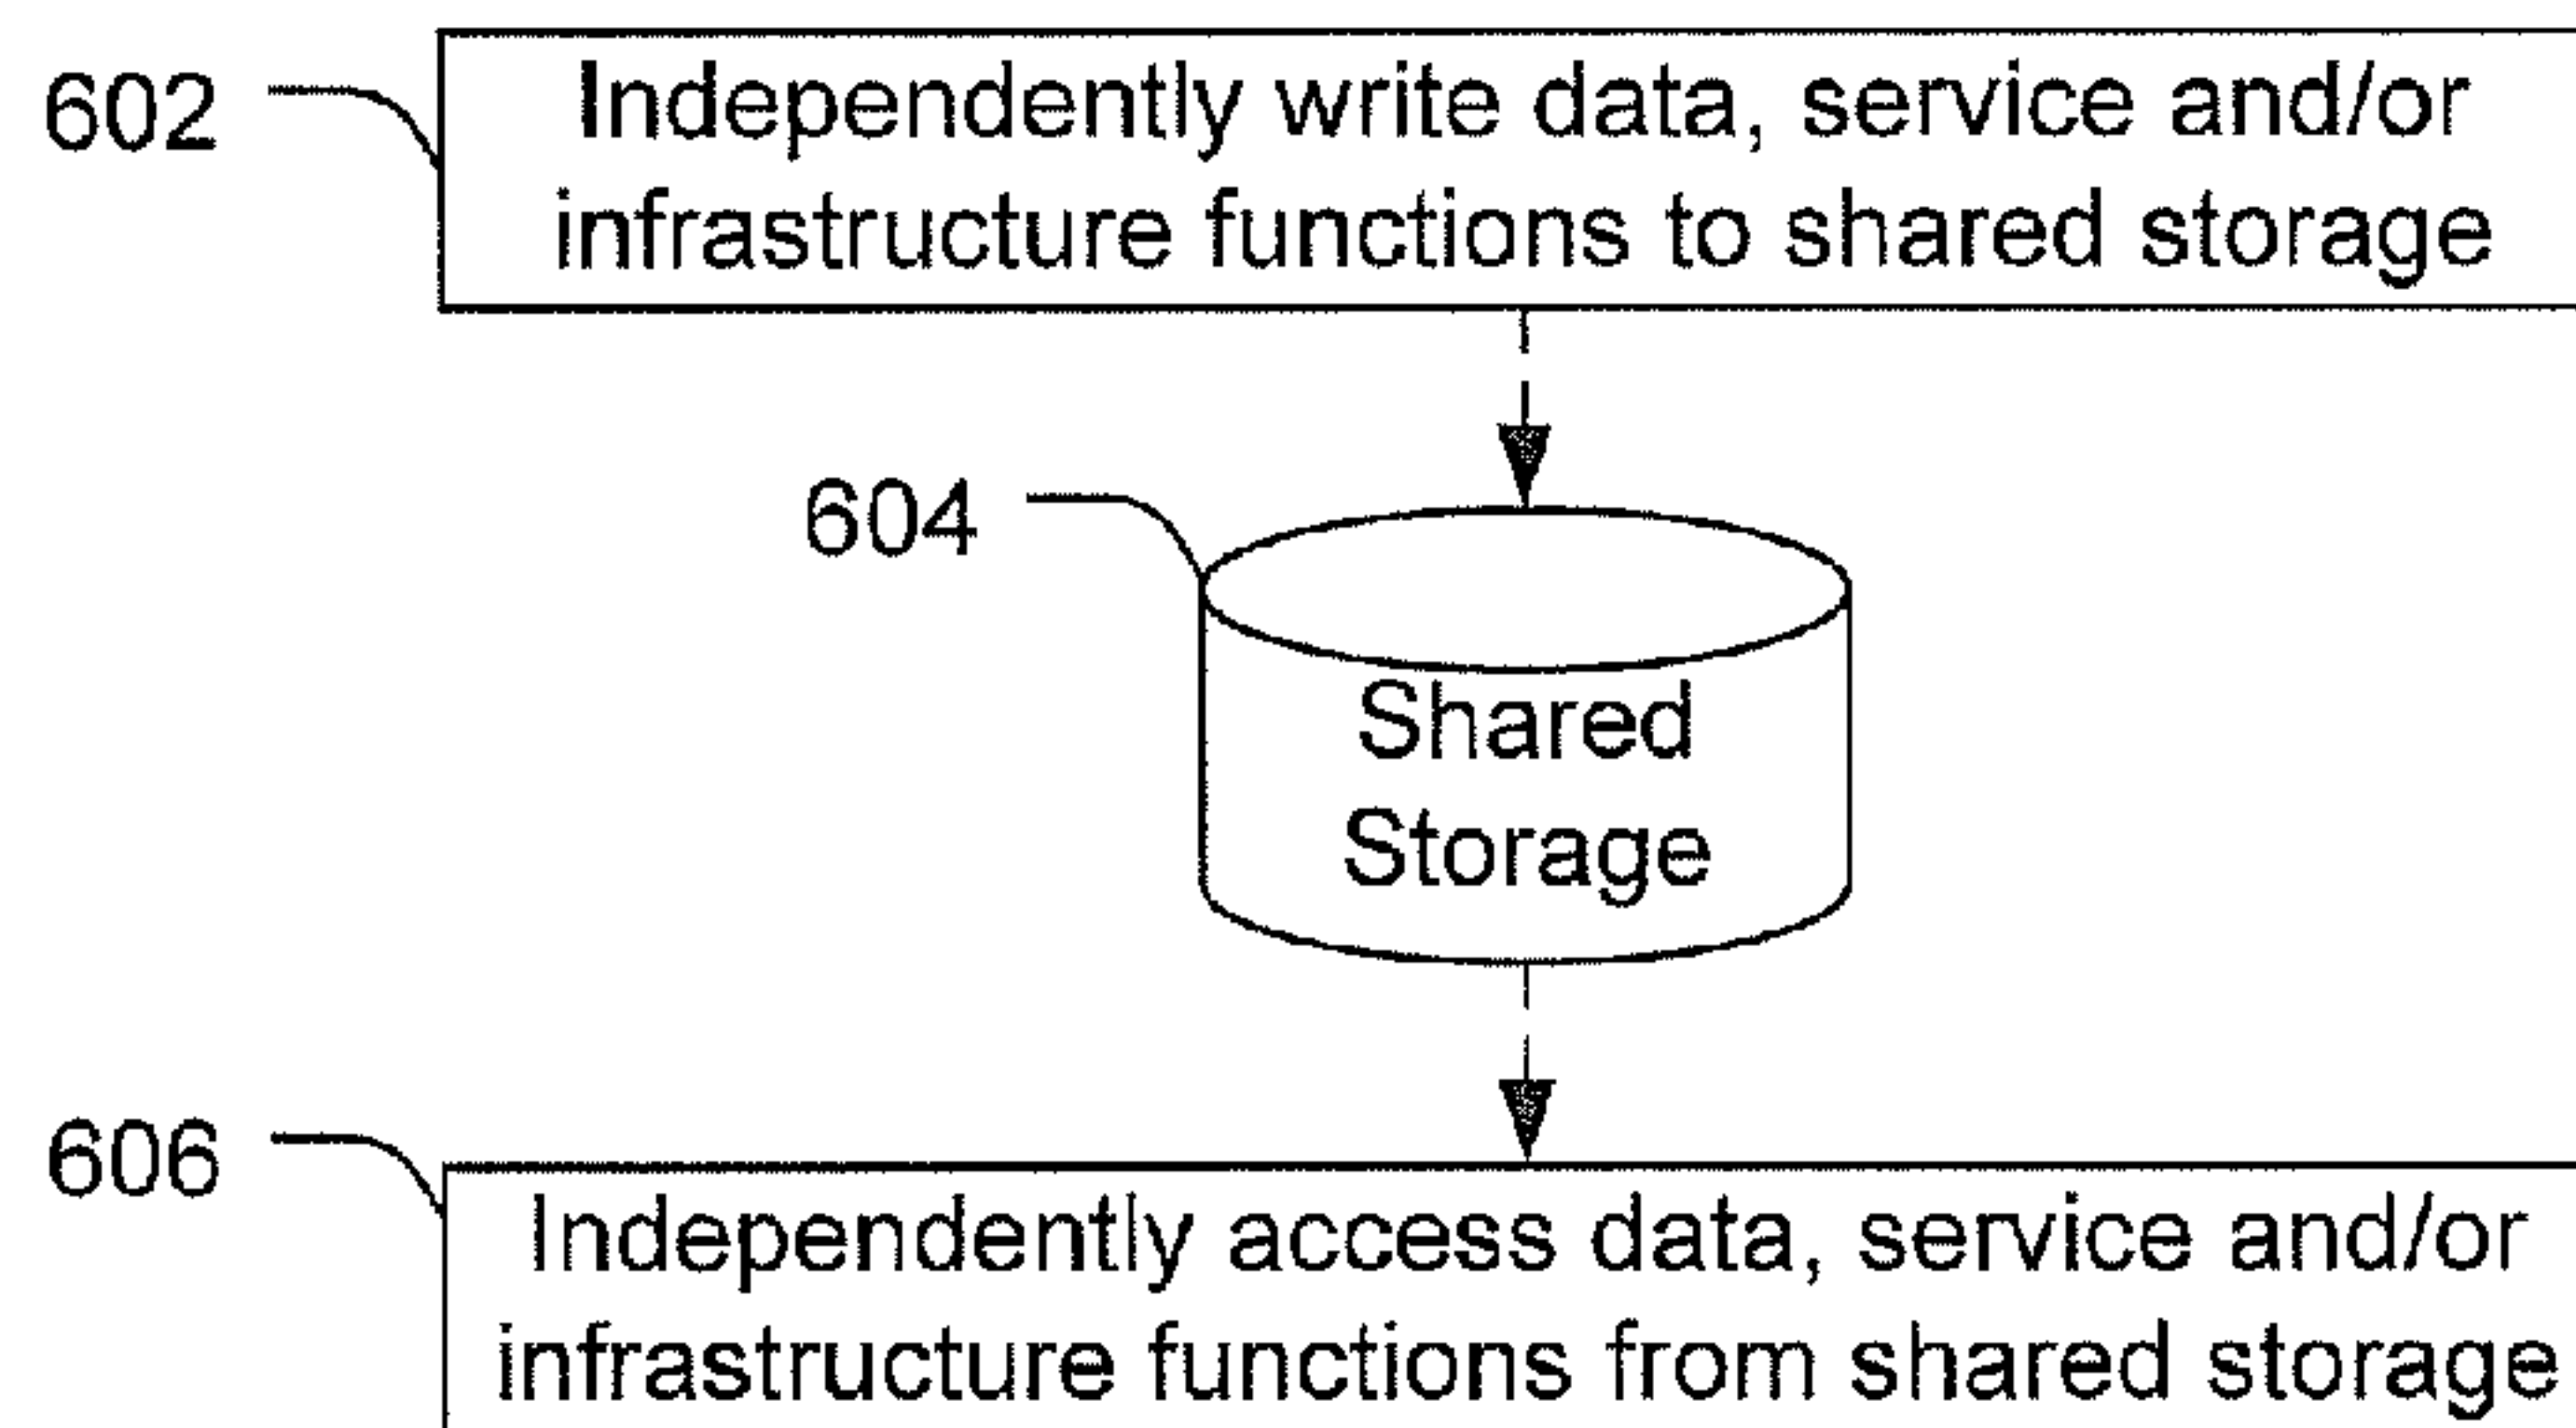 602
Independently write data, service and/or
infrastructure functions to shared storage
604
Shared
Storage
606
Independently access data, service and/or
infrastructure functions from shared storage